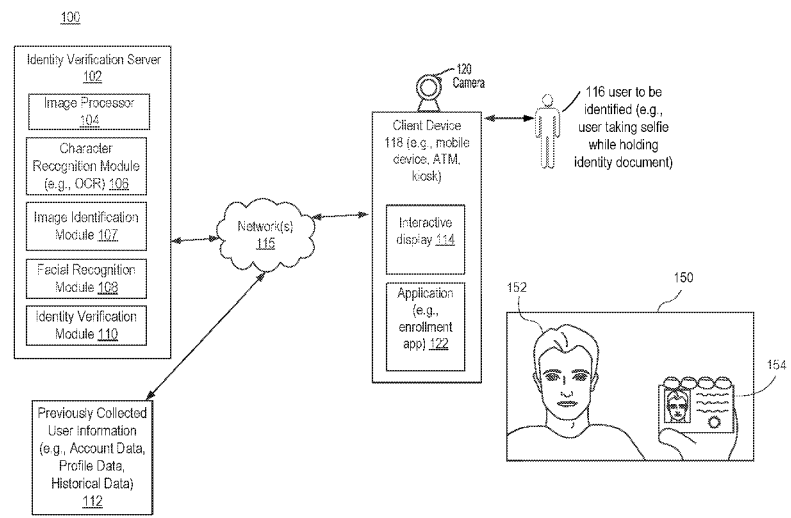 100
Identity Verification Server
102
Image Processor
104
Character
Recognition Module
(e.g., OCR) 106
Image Identification
Module 107
Facial Recognition
Module 108
Identity Verification
Module 110
Previously Collected
User Information
(e.g., Account Data,
Profile Data,
Historical Data)
112
Network(s)
115
120
Camera
Client Device
118 (e.g., mobile
device, ATM,
kiosk)
Interactive
display 114
Application
(e.g.,
enrollment
app) 122
116 user to be
identified (e.g.,
user taking selfie
while holding
identity document)
150
152
154